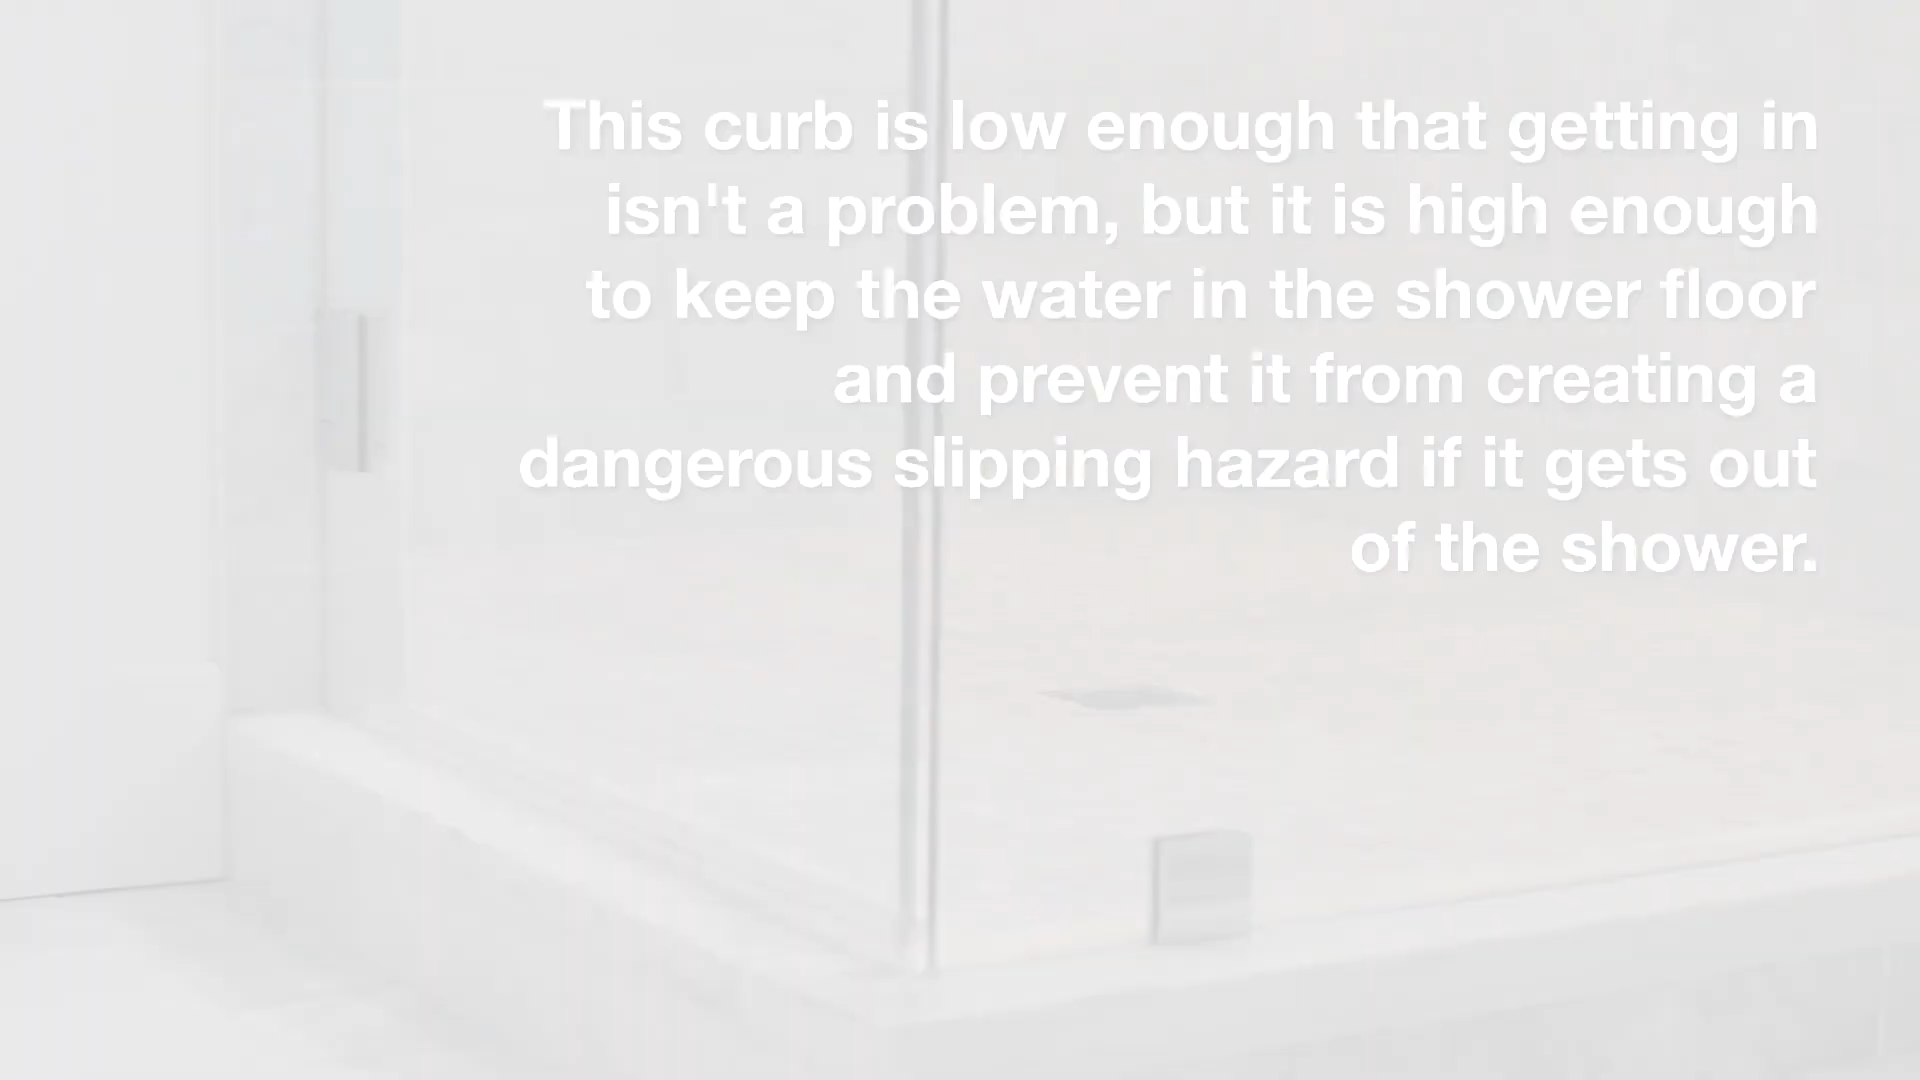 This curb is low enough that getting in
isn't a problem, but it is high enough
to keep the water in the shower floor
and prevent it from creating a
dangerous slipping hazard if it gets out
of the shower.